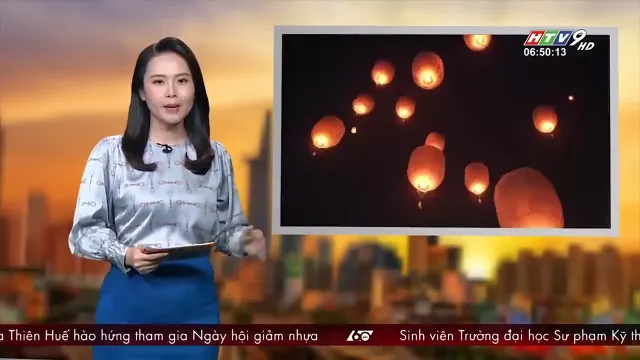 HTV9 HD
06:50:13
a Thiên Huế hào hứng tham gia Ngày hội giảm nhựa
60
Sinh viên Trường đại học Sư phạm Kỹ th